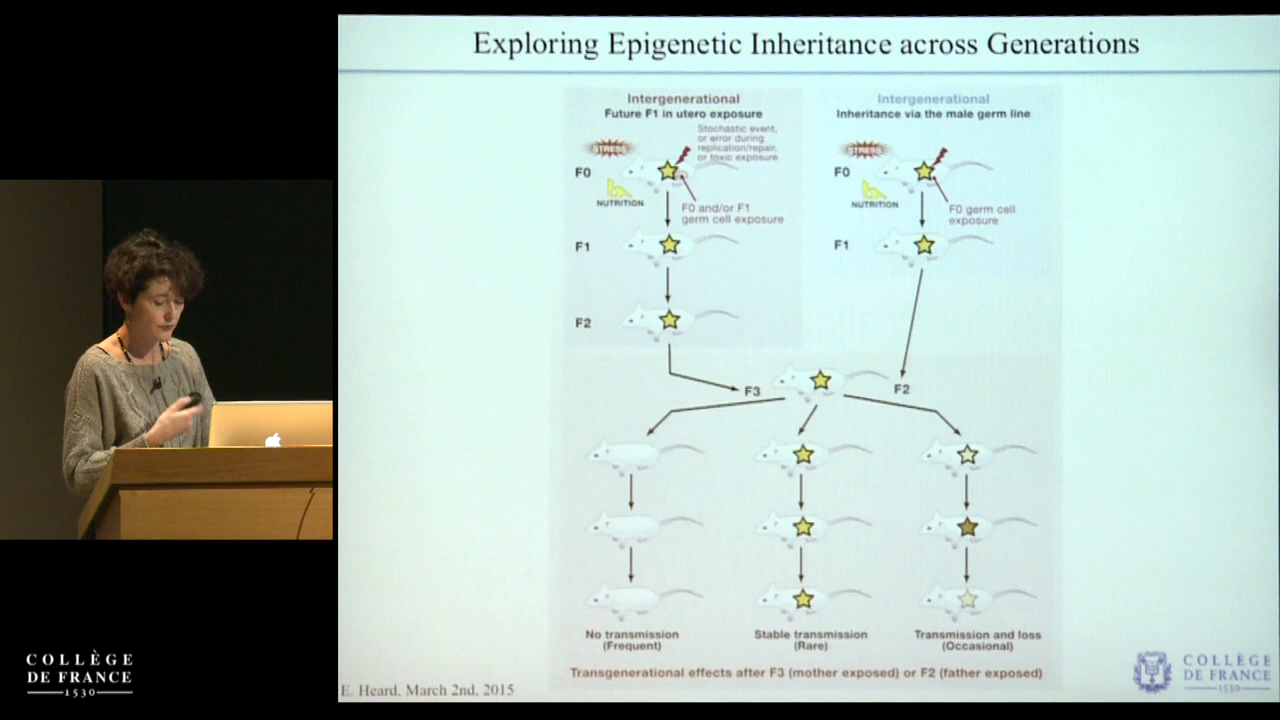 Exploring Epigenetic Inheritance across Generations
Intergenerational
Future F1 in utero exposure
Stochastic event,
or error during
replication/repair,
or toxic exposure
STRESS
F0
NUTRITION
F0 and/or F1
germ cell exposure
F1
F2
Intergenerational
Inheritance via the male germ line
STRESS
F0
NUTRITION
F0 germ cell
exposure
F1
F3
F2
No transmission
(Frequent)
Stable transmission
(Rare)
Transmission and loss
(Occasional)
Transgenerational effects after F3 (mother exposed) or F2 (father exposed)
E. Heard, March 2nd, 2015
COLLÈGE
DE FRANCE
1530
COLLÈGE
DE FRANCE
1530